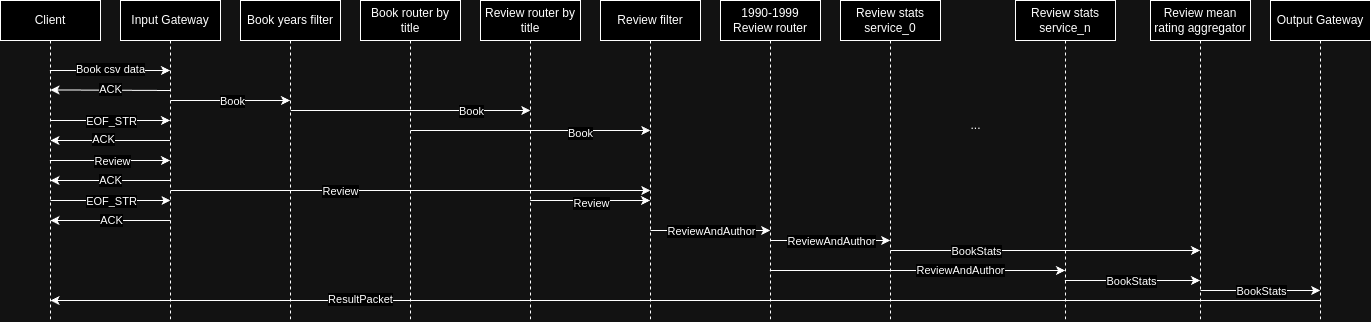 Client
Input Gateway
Book years filter
Book router by
title
Review router by
title
Review filter
1990-1999
Review router
Review stats
service_0
Review stats
service_n
Review mean
rating aggregator
Output Gateway
Book csv data
ACK
Book
Book
EOF_STR
...
Book
ACK
Review
ACK
Review
EOF_STR
Review
ACK
ReviewAndAuthor
ReviewAndAuthor
BookStats
ReviewAndAuthor
BookStats
BookStats
ResultPacket